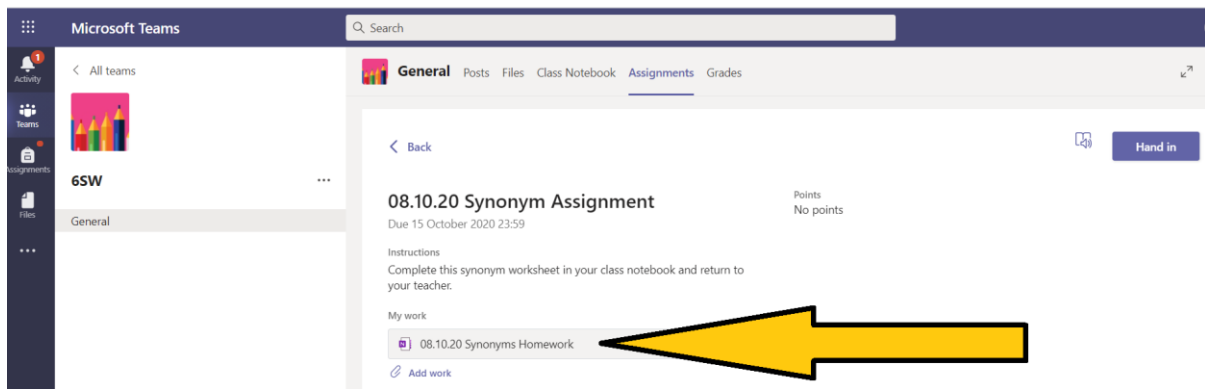 Microsoft Teams
Search
1
Activity
Teams
Assignments
Files
All teams
6SW
General
General Posts Files Class Notebook Assignments Grades
Back
Hand in
08.10.20 Synonym Assignment
Due 15 October 2020 23:59
Points
No points
Instructions
Complete this synonym worksheet in your class notebook and return to
your teacher.
My work
08.10.20 Synonyms Homework
Add work